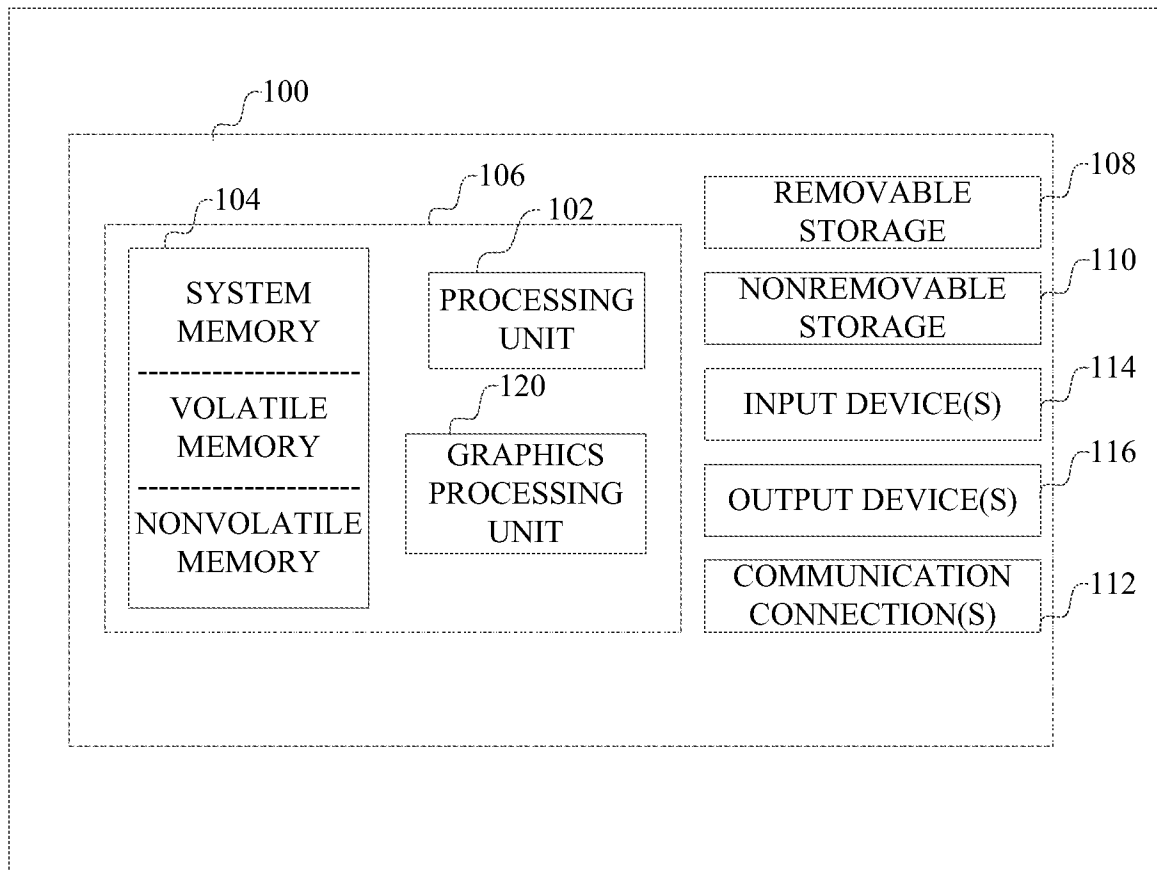 100
106
104
102
108
REMOVABLE
STORAGE
SYSTEM
MEMORY
PROCESSING
UNIT
110
NONREMOVABLE
STORAGE
120
VOLATILE
MEMORY
114
INPUT DEVICE(S)
GRAPHICS
PROCESSING
UNIT
116
OUTPUT DEVICE(S)
NONVOLATILE
MEMORY
112
COMMUNICATION
CONNECTION(S)